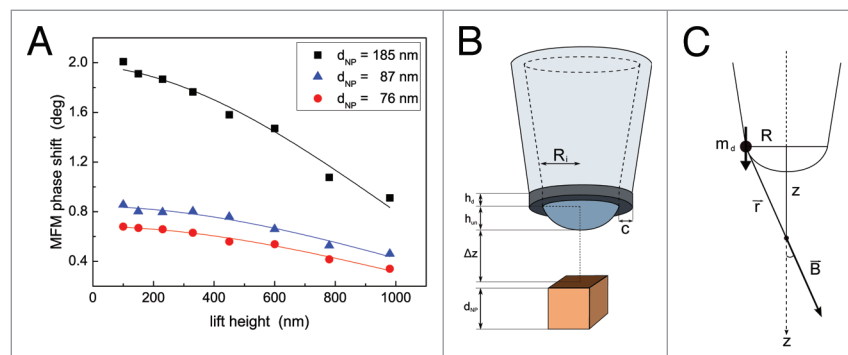 A
MFM phase shift (deg)
2.0
1.6
1.2
0.8
0.4
0
200
400
600
800
1000
lift height (nm)
d_NP = 185 nm
d_NP = 87 nm
d_NP = 76 nm
B
R_i
h_d
h_un
c
Δz
d_NP
C
m_d
R
z
r̅
B̅
z